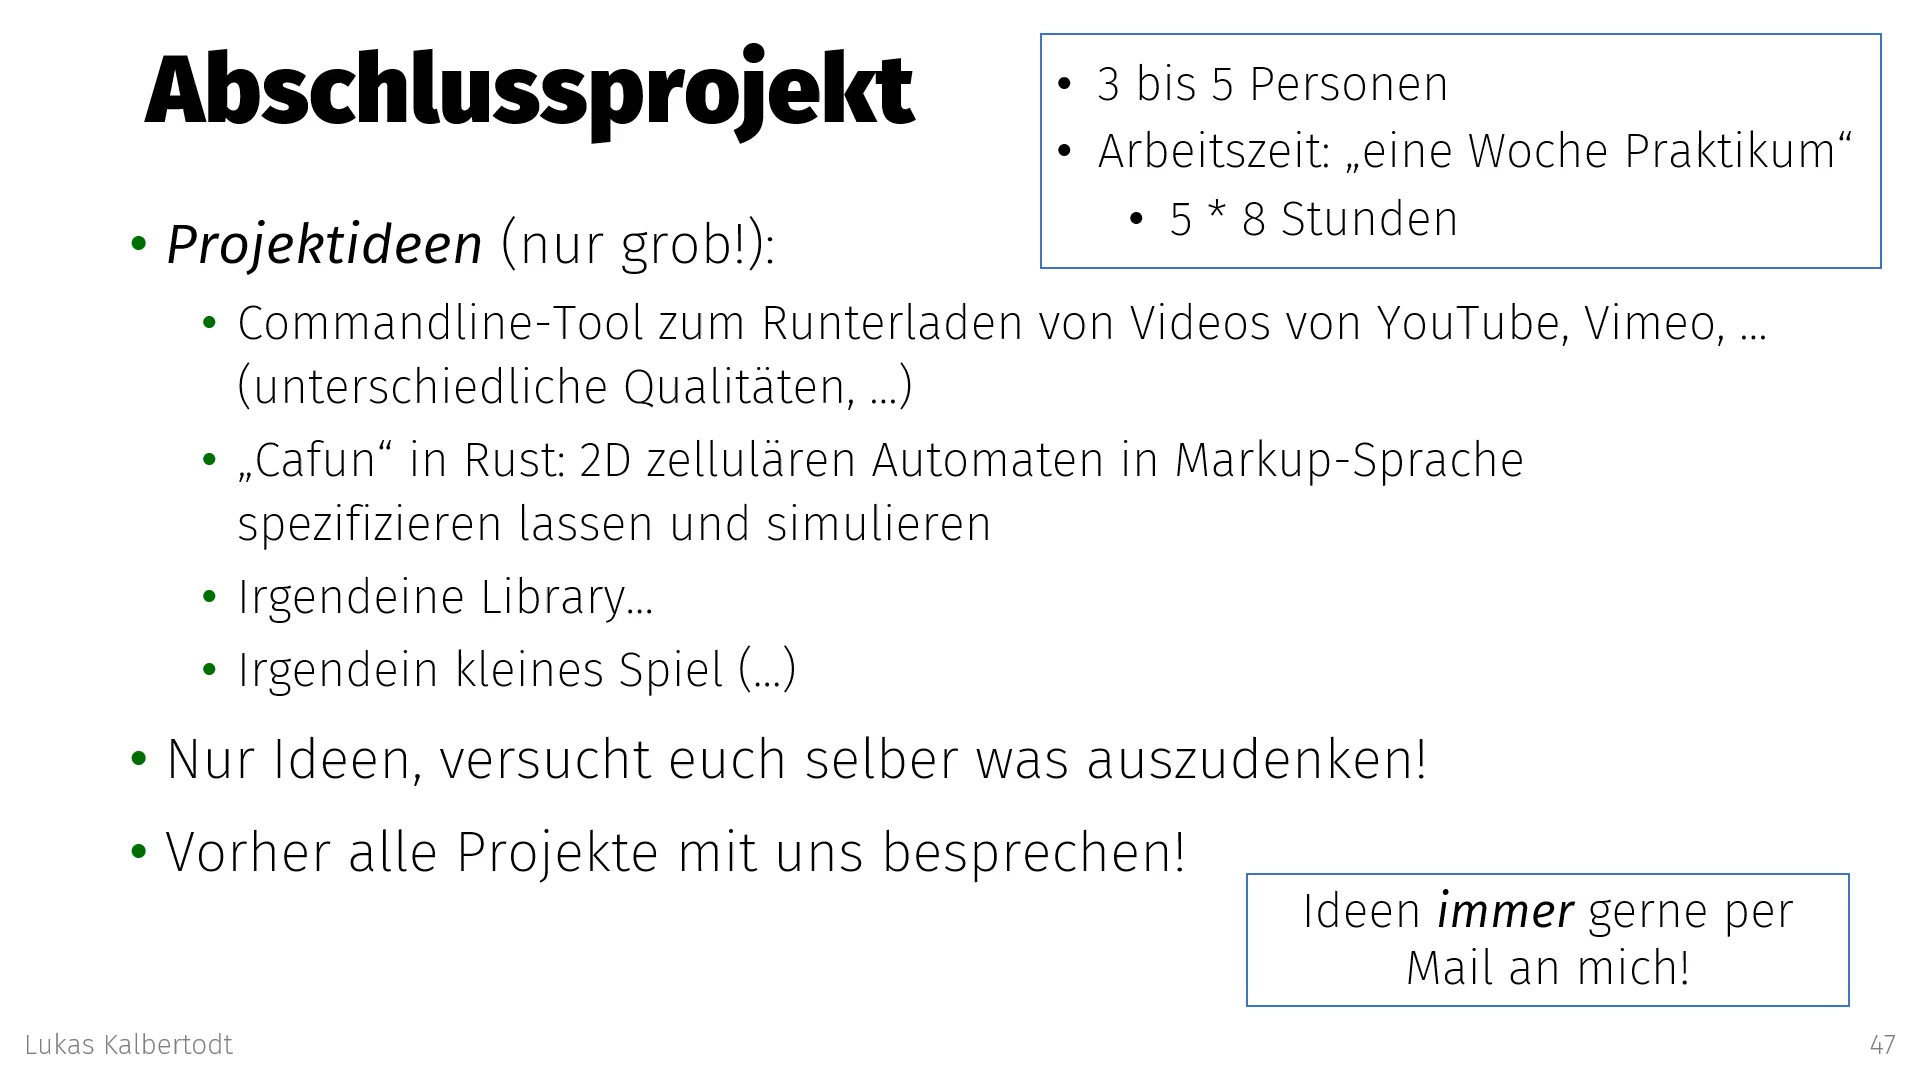 Abschlussprojekt
• 3 bis 5 Personen
• Arbeitszeit: „eine Woche Praktikum“
• 5 * 8 Stunden
• Projektideen (nur grob!):
• Commandline-Tool zum Runterladen von Videos von YouTube, Vimeo, …
(unterschiedliche Qualitäten, …)
• „Cafun“ in Rust: 2D zellulären Automaten in Markup-Sprache
spezifizieren lassen und simulieren
• Irgendeine Library…
• Irgendein kleines Spiel (…)
• Nur Ideen, versucht euch selber was auszudenken!
• Vorher alle Projekte mit uns besprechen!
Ideen immer gerne per
Mail an mich!
Lukas Kalbertodt
47